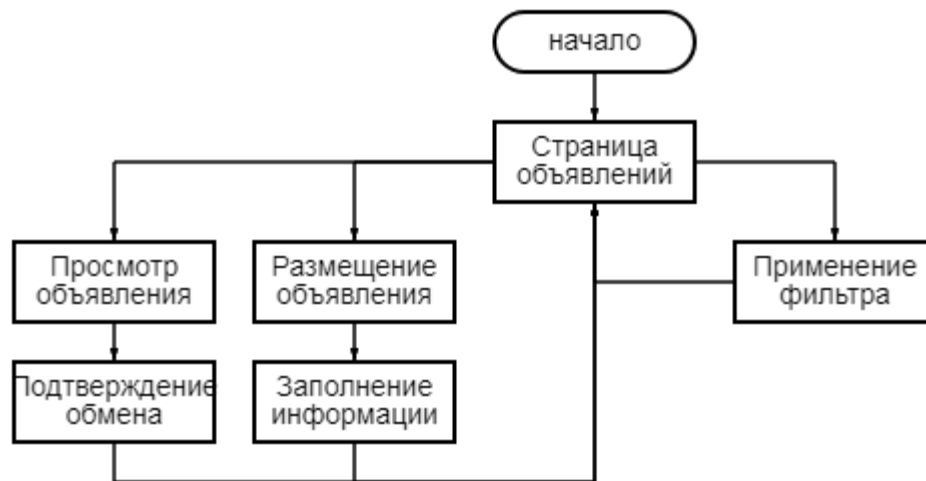 начало
Страница
объявлений
Просмотр
объявления
Размещение
объявления
Применение
фильтра
Подтверждение
обмена
Заполнение
информации